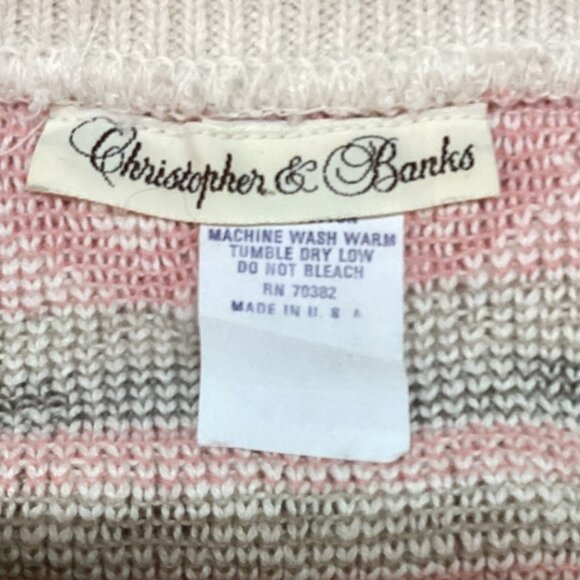 Christopher & Banks
MACHINE WASH WARM
TUMBLE DRY LOW
DO NOT BLEACH
RN 70382
MADE IN U. S A